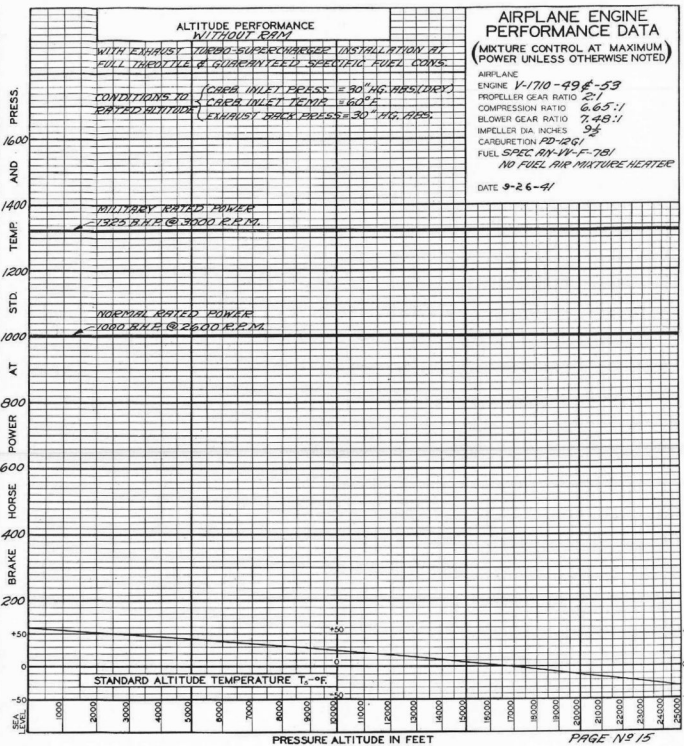 ALTITUDE PERFORMANCE
WITHOUT RAM
WITH EXHAUST TURBO-SUPERCHARGER INSTALLATION AT
FULL THROTTLE & GUARANTEED SPECIFIC FUEL CONS.
CONDITIONS TO
RATED ALTITUDE
CARB. INLET PRESS = 30" HG. ABS. (DRY)
CARB. INLET TEMP. = 60°F.
EXHAUST BACK PRESS = 30" HG. ABS.
AIRPLANE ENGINE
PERFORMANCE DATA
(MIXTURE CONTROL AT MAXIMUM
POWER UNLESS OTHERWISE NOTED)
AIRPLANE
ENGINE V-1710-49 & -53
PROPELLER GEAR RATIO 2:1
COMPRESSION RATIO 6.65:1
BLOWER GEAR RATIO 7.48:1
IMPELLER DIA. INCHES 9½
CARBURETION PD-12G1
FUEL SPEC. AN-VV-F-781
NO FUEL AIR MIXTURE HEATER
DATE 9-26-41
MILITARY RATED POWER
1325 B.H.P. @ 3000 R.P.M.
NORMAL RATED POWER
1000 B.H.P. @ 2600 R.P.M.
BRAKE HORSE POWER AT STD. TEMP. AND PRESS.
1600
1400
1200
1000
800
600
400
200
+50
0
-50
+50
0
-50
STANDARD ALTITUDE TEMPERATURE Ts-°F.
SEA LEVEL 1000 2000 3000 4000 5000 6000 7000 8000 9000 10000 11000 12000 13000 14000 15000 16000 17000 18000 19000 20000 21000 22000 23000 24000 25000
PRESSURE ALTITUDE IN FEET
PAGE Nº 15